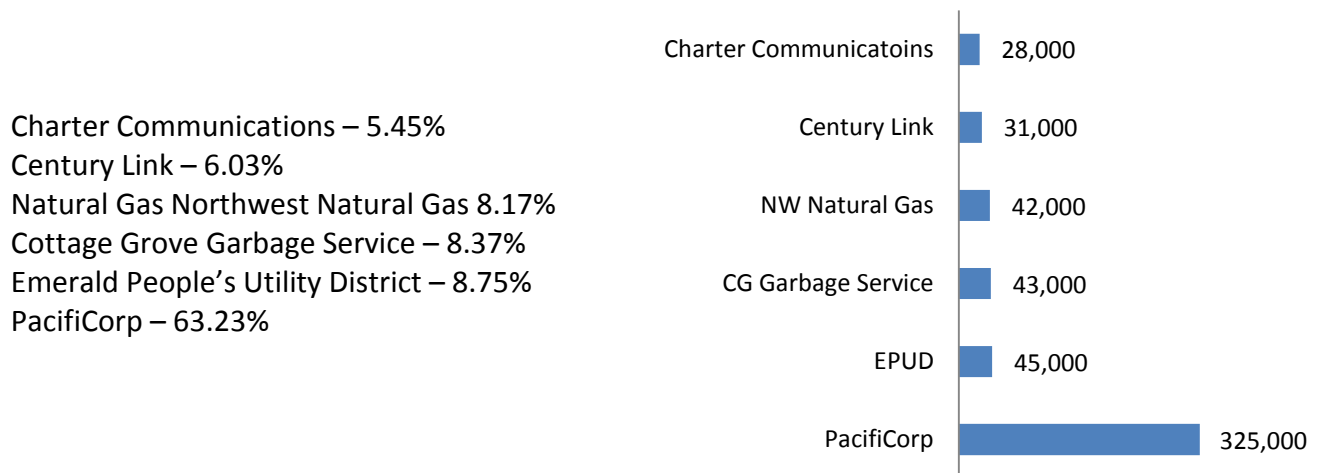 Charter Communications – 5.45%
Century Link – 6.03%
Natural Gas Northwest Natural Gas 8.17%
Cottage Grove Garbage Service – 8.37%
Emerald People’s Utility District – 8.75%
PacifiCorp – 63.23%
Charter Communicatoins 28,000
Century Link 31,000
NW Natural Gas 42,000
CG Garbage Service 43,000
EPUD 45,000
PacifiCorp 325,000